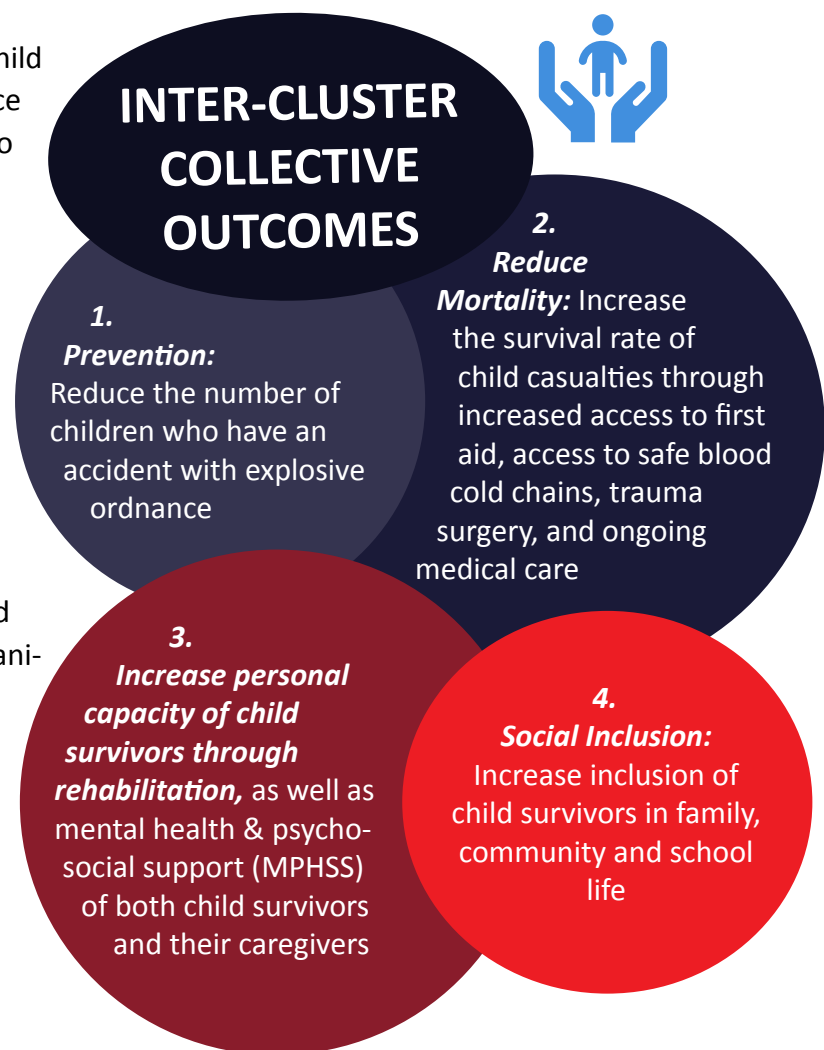 hild
ce
o
INTER-CLUSTER
COLLECTIVE
OUTCOMES
1.
Prevention:
Reduce the number of
children who have an
accident with explosive
ordnance
2.
Reduce
Mortality: Increase
the survival rate of
child casualties through
increased access to first
aid, access to safe blood
cold chains, trauma
surgery, and ongoing
medical care
d
ani-
3.
Increase personal
capacity of child
survivors through
rehabilitation, as well as
mental health & psycho-
social support (MPHSS)
of both child survivors
and their caregivers
4.
Social Inclusion:
Increase inclusion of
child survivors in family,
community and school
life